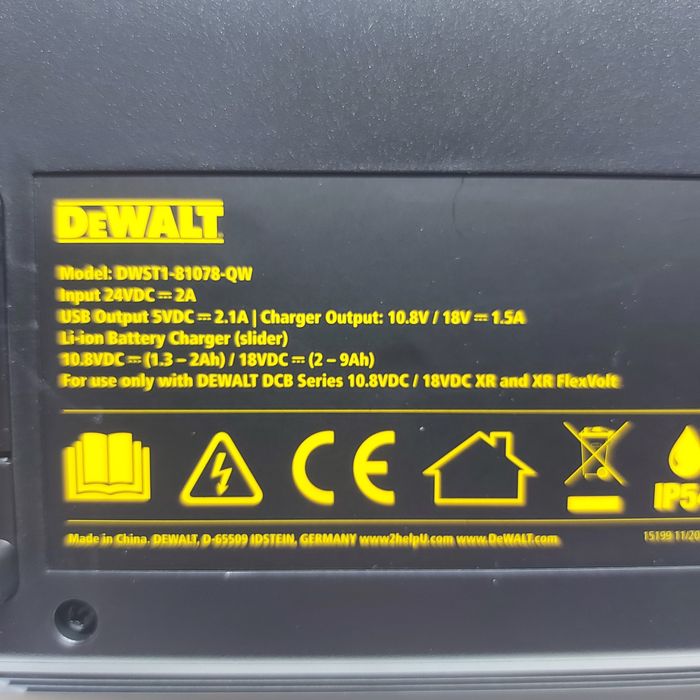 DEWALT
Model: DWST1-81078-QW
Input 24VDC ⎓ 2A
USB Output 5VDC ⎓ 2.1A | Charger Output: 10.8V / 18V ⎓ 1.5A
Li-ion Battery Charger (slider)
10.8VDC ⎓ (1.3 – 2Ah) / 18VDC ⎓ (2 – 9Ah)
For use only with DEWALT DCB Series 10.8VDC / 18VDC XR and XR FlexVolt
CE
Made in China. DEWALT, D-65509 IDSTEIN, GERMANY www2helpU.com www.DeWALT.com
15199 11/20